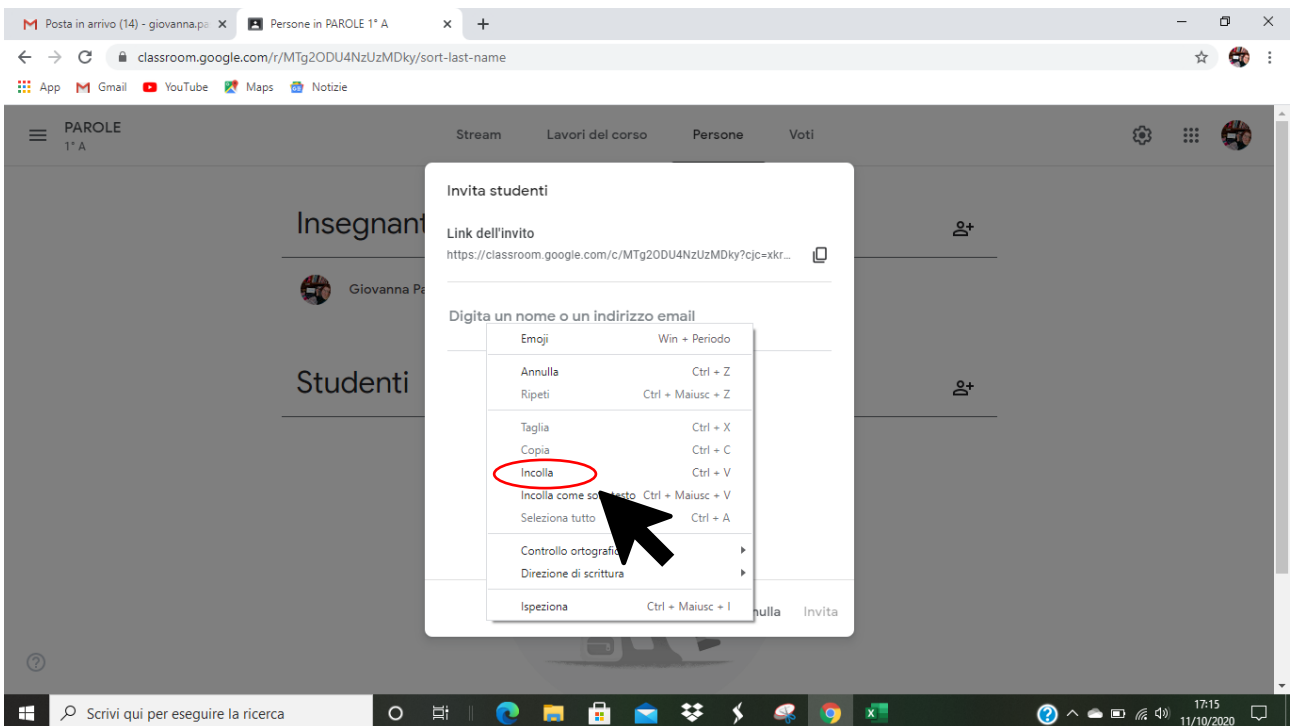 Posta in arrivo (14) - giovanna.pa
Persone in PAROLE 1° A
classroom.google.com/r/MTg2ODU4NzUzMDky/sort-last-name
App Gmail YouTube Maps Notizie
PAROLE
1° A
Stream Lavori del corso Persone Voti
Invita studenti
Insegnant
Link dell'invito
https://classroom.google.com/c/MTg2ODU4NzUzMDky?cjc=xkr...
Giovanna Pa
Digita un nome o un indirizzo email
Emoji Win + Periodo
Annulla Ctrl + Z
Ripeti Ctrl + Maiusc + Z
Studenti
Taglia Ctrl + X
Copia Ctrl + C
Incolla Ctrl + V
Incolla come so testo Ctrl + Maiusc + V
Seleziona tutto Ctrl + A
Controllo ortografic
Direzione di scrittura
Ispeziona Ctrl + Maiusc + I
nulla Invita
Scrivi qui per eseguire la ricerca
17:15
11/10/2020